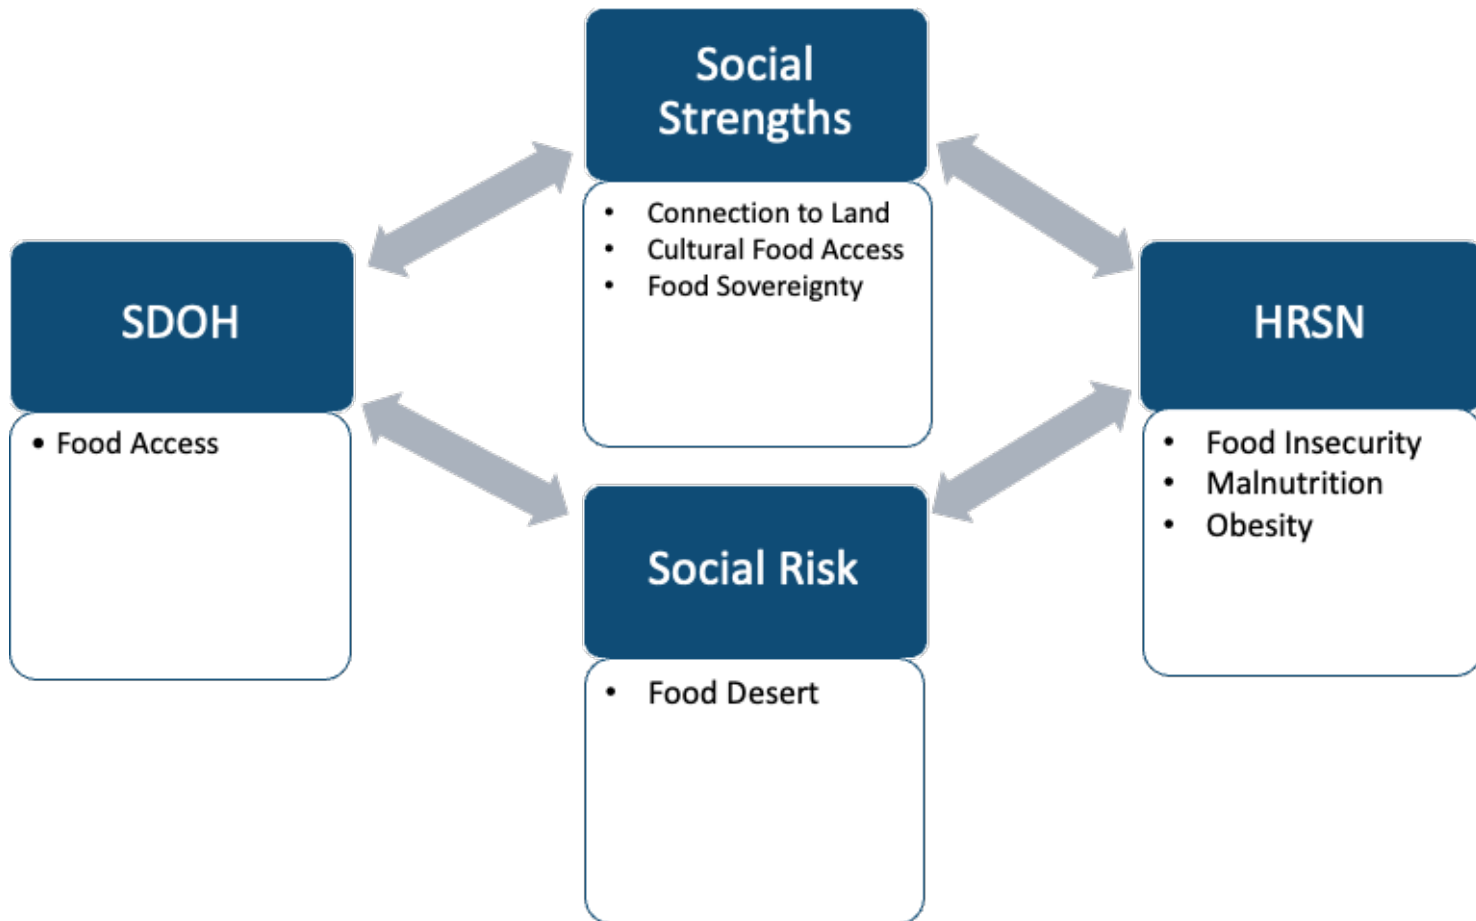 Social
Strengths
• Connection to Land
• Cultural Food Access
• Food Sovereignty
SDOH
• Food Access
HRSN
• Food Insecurity
• Malnutrition
• Obesity
Social Risk
• Food Desert